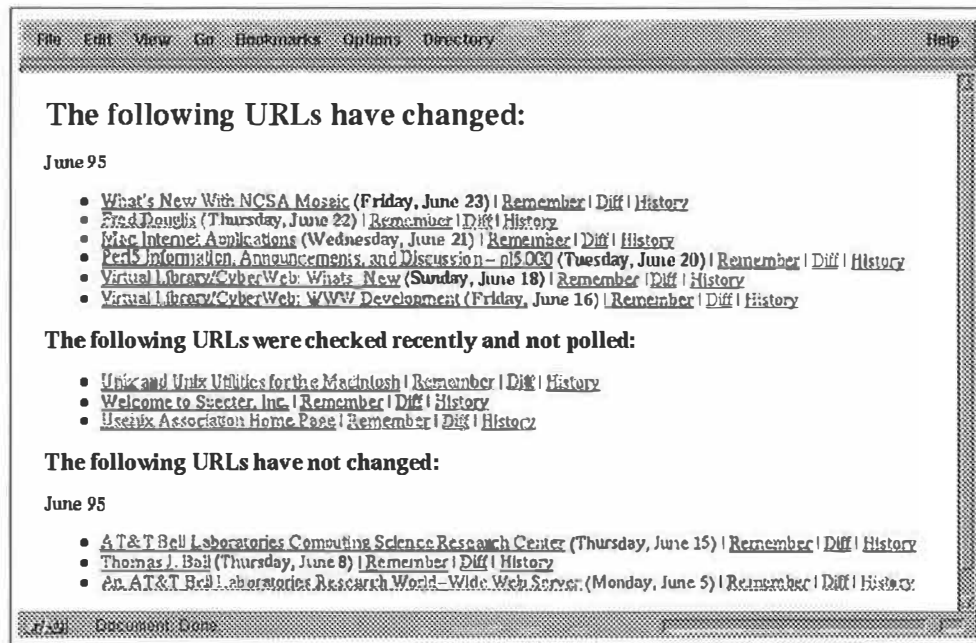 File Edit View Go Bookmarks Options Directory Help
The following URLs have changed:
June 95
What's New With NCSA Mosaic (Friday, June 23) | Remember | Diff | History
Fred Douglis (Thursday, June 22) | Remember | Diff | History
Mac Internet Applications (Wednesday, June 21) | Remember | Diff | History
Perl5 Information, Announcements, and Discussion – pl5.000 (Tuesday, June 20) | Remember | Diff | History
Virtual Library/CyberWeb: Whats New (Sunday, June 18) | Remember | Diff | History
Virtual Library/CyberWeb: WWW Development (Friday, June 16) | Remember | Diff | History
The following URLs were checked recently and not polled:
Unix and Unix Utilities for the Macintosh | Remember | Diff | History
Welcome to Specter, Inc. | Remember | Diff | History
Usenix Association Home Page | Remember | Diff | History
The following URLs have not changed:
June 95
AT&T Bell Laboratories Computing Science Research Center (Thursday, June 15) | Remember | Diff | History
Thomas J. Ball (Thursday, June 8) | Remember | Diff | History
An AT&T Bell Laboratories Research World–Wide Web Server (Monday, June 5) | Remember | Diff | History
Document: Done